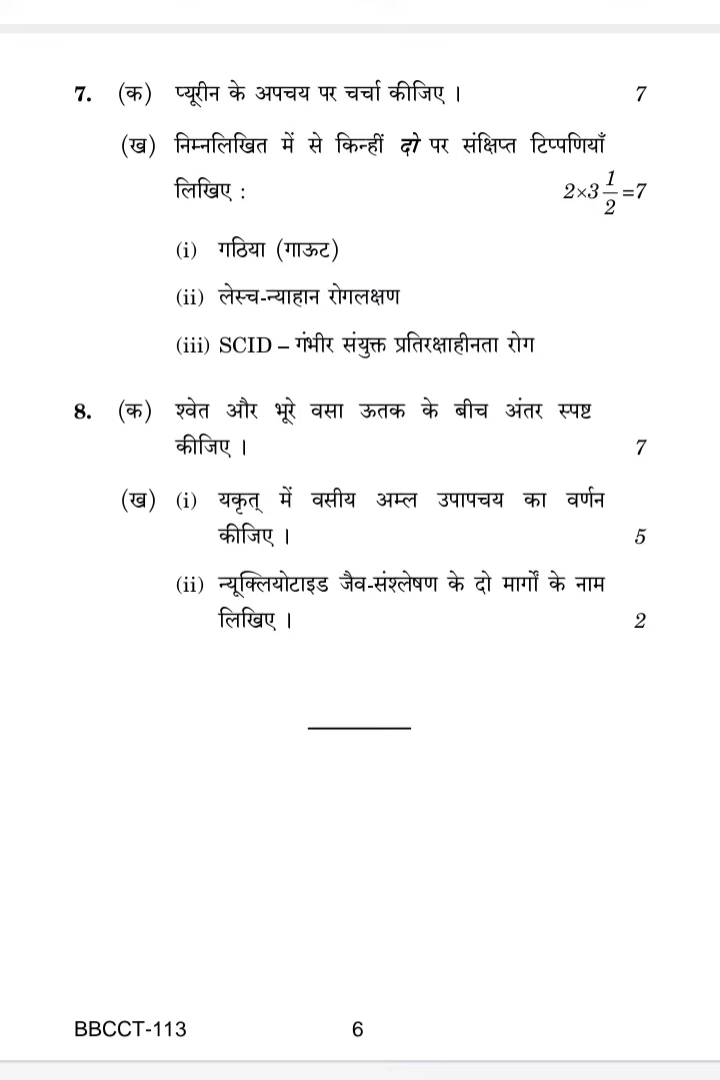 7. (क) प्यूरीन के अपचय पर चर्चा कीजिए । 7
(ख) निम्नलिखित में से किन्हीं दो पर संक्षिप्त टिप्पणियाँ
लिखिए : 2×3 1/2 =7
(i) गठिया (गाऊट)
(ii) लेस्च-न्याहान रोगलक्षण
(iii) SCID – गंभीर संयुक्त प्रतिरक्षाहीनता रोग
8. (क) श्वेत और भूरे वसा ऊतक के बीच अंतर स्पष्ट
कीजिए । 7
(ख) (i) यकृत् में वसीय अम्ल उपापचय का वर्णन
कीजिए । 5
(ii) न्यूक्लियोटाइड जैव-संश्लेषण के दो मार्गों के नाम
लिखिए । 2
BBCCT-113 6